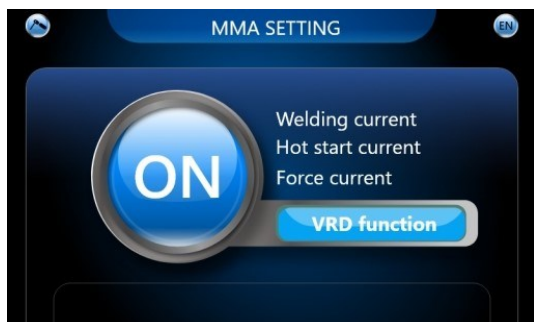 MMA SETTING
EN
Welding current
Hot start current
ON
Force current
VRD function